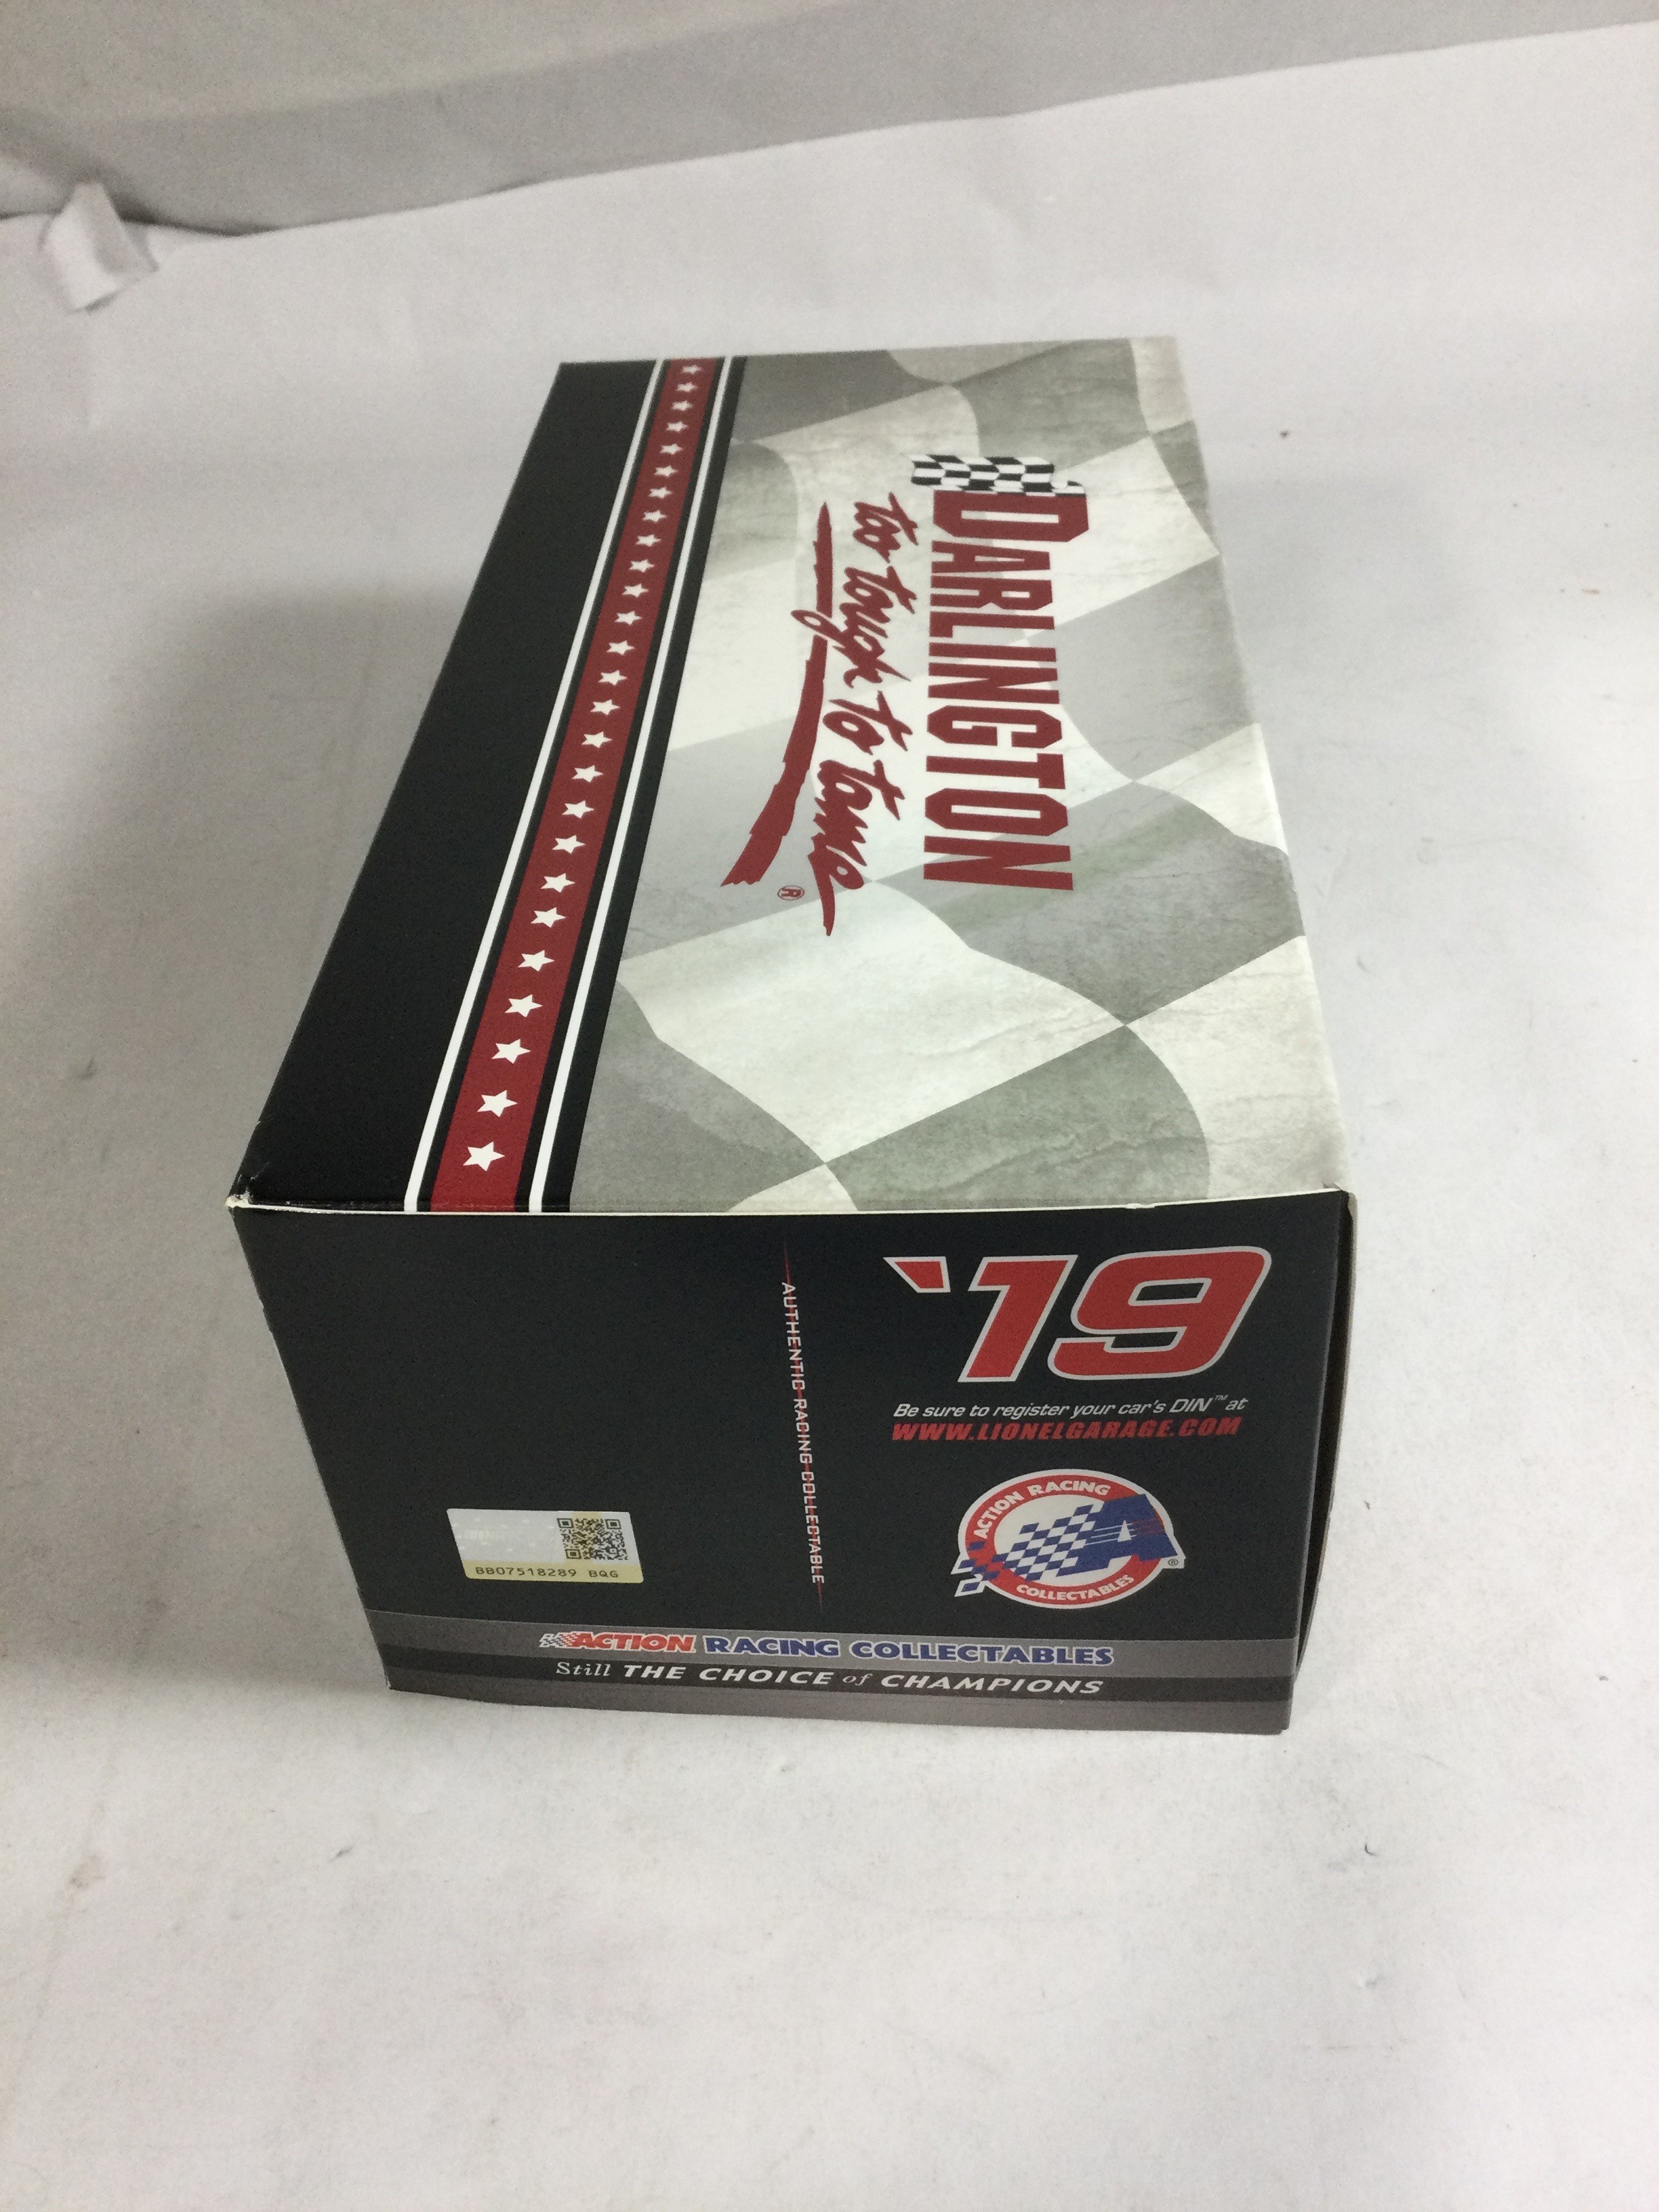 DARLINGTON
too tough to tame®
'19
Be sure to register your car's DIN™ at
WWW.LIONELGARAGE.COM
AUTHENTIC RACING COLLECTABLE
ACTION RACING
A®
COLLECTABLES
BB07518289 BQG
ACTION RACING COLLECTABLES
Still THE CHOICE of CHAMPIONS